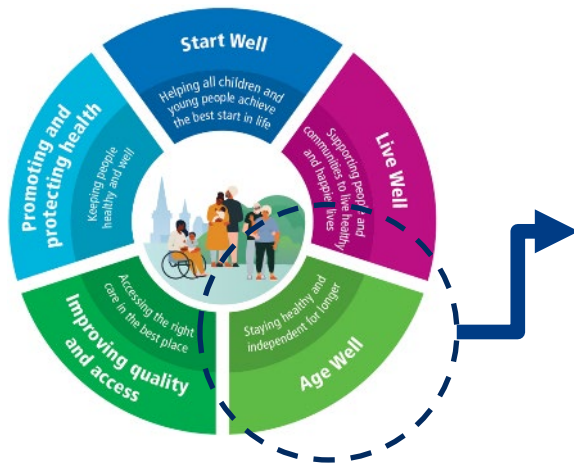 Start Well
Helping all children and
young people achieve
the best start in life
Live Well
Supporting people and
communities to live healthy
and happier lives
Age Well
Staying healthy and
independent for longer
Improving quality
and access
Accessing the right
care in the best place
Promoting and
protecting health
Keeping people
healthy and well